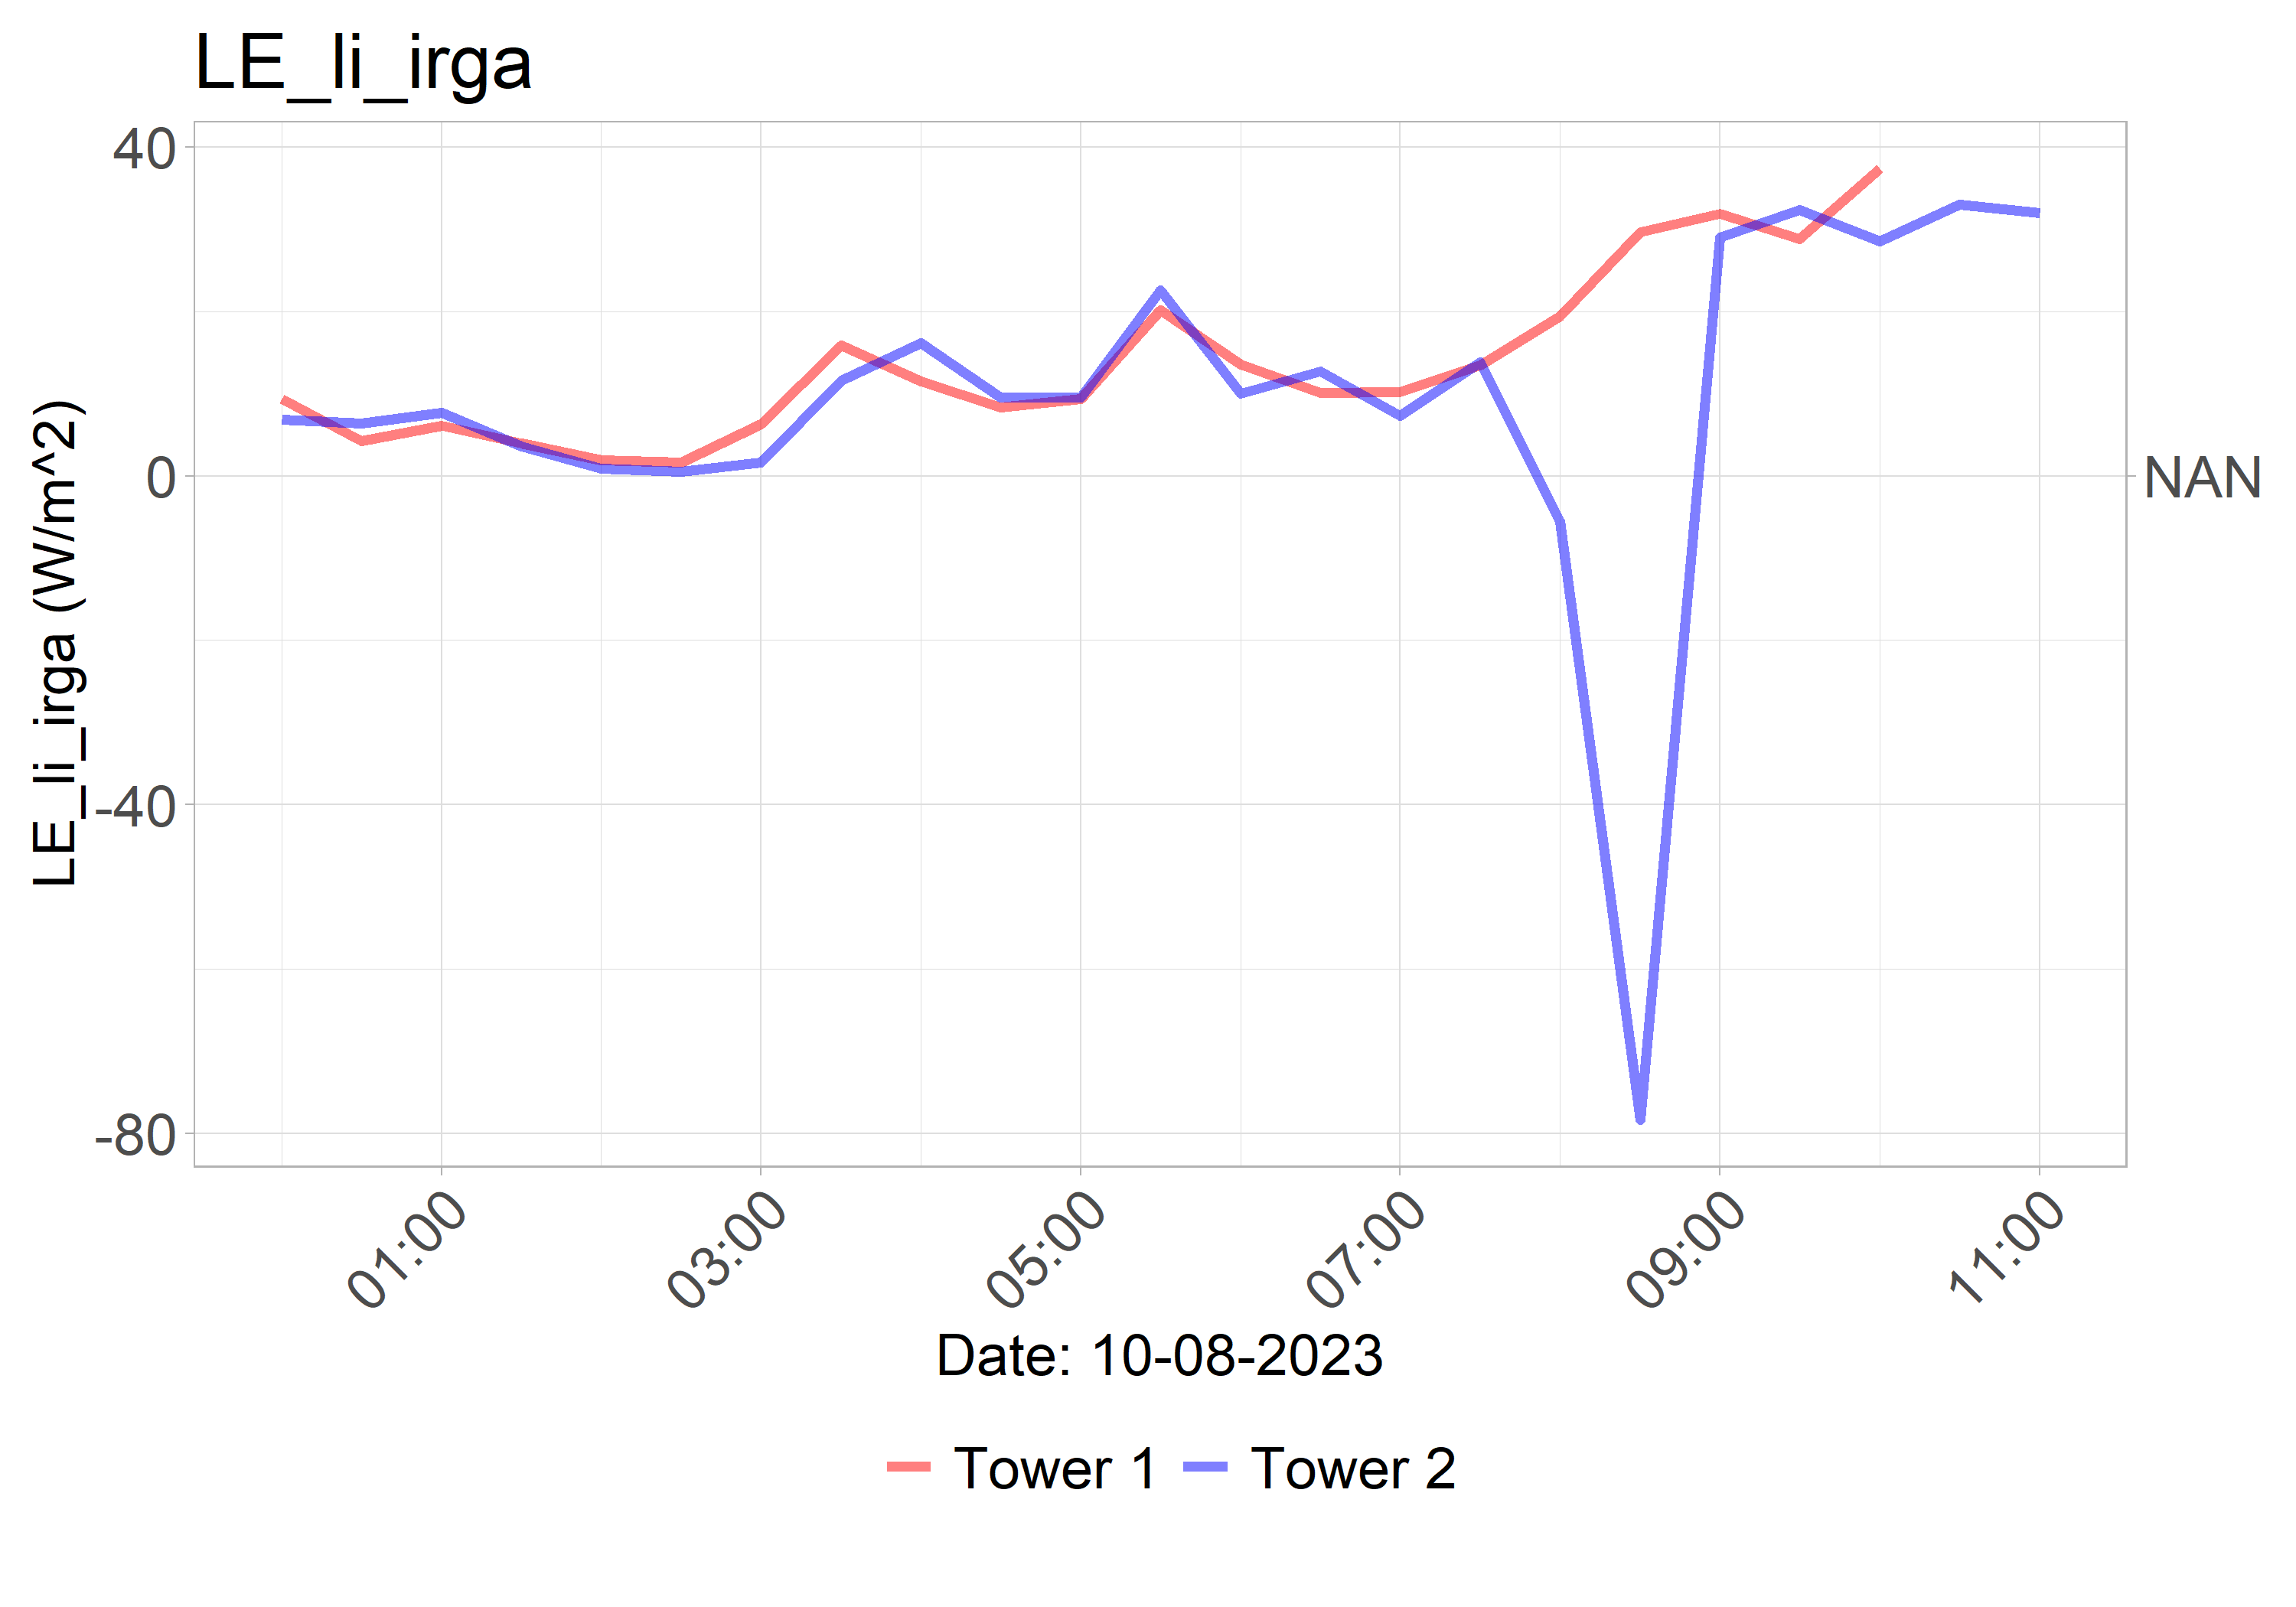 LE_li_irga
40
0
-40
-80
LE_li_irga (W/m^2)
NAN
01:00
03:00
05:00
07:00
09:00
11:00
Date: 10-08-2023
Tower 1 Tower 2